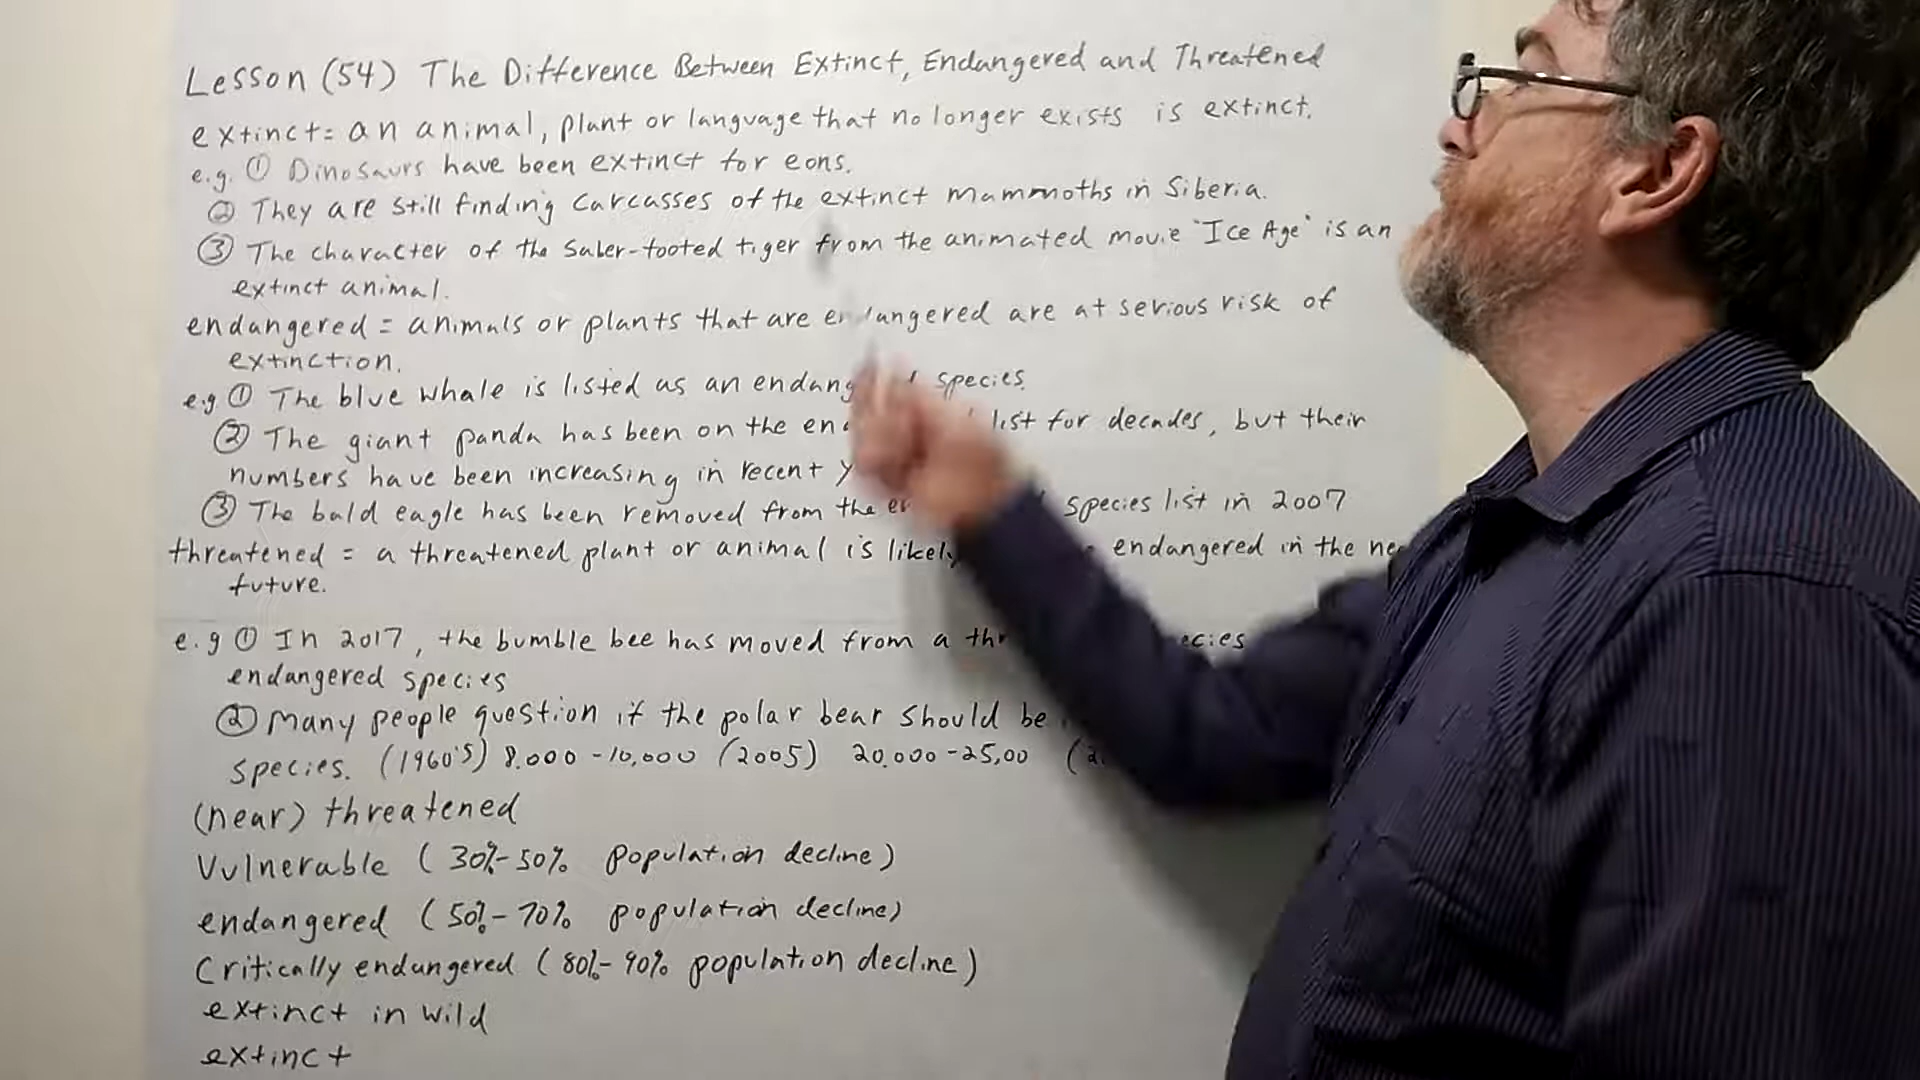 Lesson (54) The Difference Between Extinct, Endangered and Threatened
extinct= an animal, plant or language that no longer exists is extinct.
e.g. ① Dinosaurs have been extinct for eons.
② They are still finding carcasses of the extinct mammoths in Siberia.
③ The character of the saber-tooted tiger from the animated movie "Ice Age" is an
extinct animal.
endangered = animals or plants that are endangered are at serious risk of
extinction.
e.g. ① The blue whale is listed as an species.
② The giant panda has been on the list for decades, but their
numbers have been increasing in recent
③ The bald eagle has been removed from the species list in 2007
threatened = a threatened plant or animal is likely endangered in the
future.
e.g ① In 2017, the bumble bee has moved from a
endangered species
② Many people question if the polar bear should be
species. (1960's) 8.000 - 10,000 (2005) 20.000 - 25,00
(near) threatened
Vulnerable (30%-50% population decline)
endangered (50%-70% population decline)
Critically endangered (80%-90% population decline)
extinct in wild
extinct